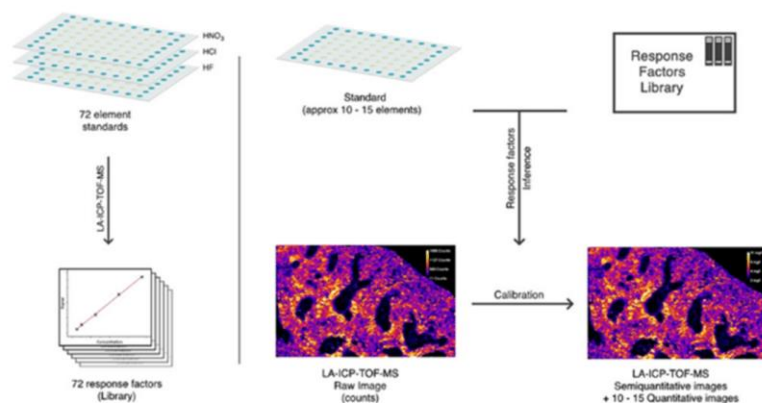 HNO3
HCl
HF
72 element
standards
LA-ICP-TOF-MS
72 response factors
(Library)
Standard
(approx 10 - 15 elements)
Response
Factors
Library
Response factors
Inference
LA-ICP-TOF-MS
Raw Image
(counts)
Calibration
LA-ICP-TOF-MS
Semiquantitative images
+ 10 - 15 Quantitative images